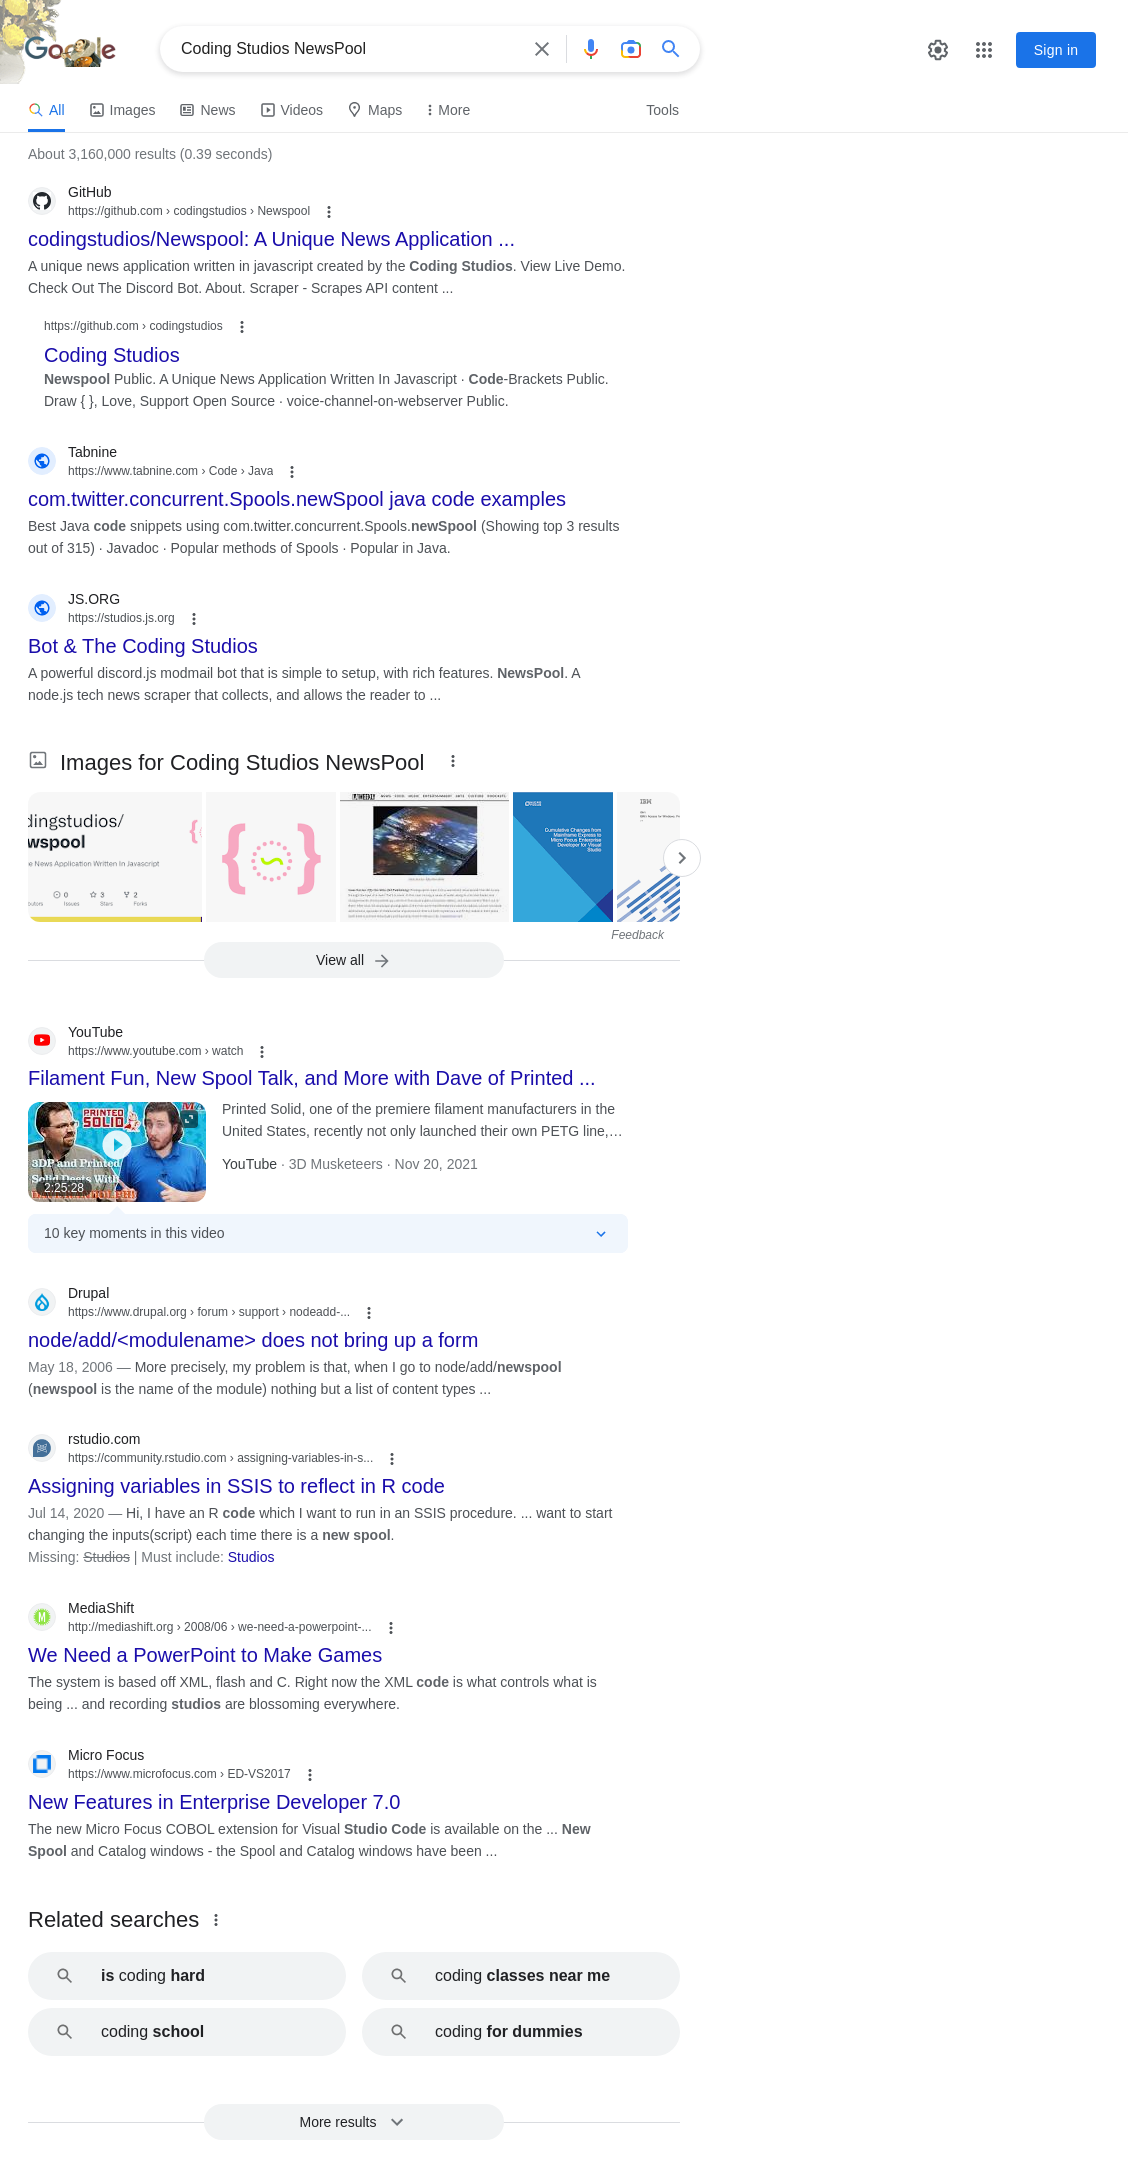 Google
Coding Studios NewsPool
Sign in
All
Images
News
Videos
Maps
More
Tools
About 3,160,000 results (0.39 seconds)
GitHub
https://github.com › codingstudios › Newspool
codingstudios/Newspool: A Unique News Application ...
A unique news application written in javascript created by the Coding Studios. View Live Demo.
Check Out The Discord Bot. About. Scraper - Scrapes API content ...
https://github.com › codingstudios
Coding Studios
Newspool Public. A Unique News Application Written In Javascript · Code-Brackets Public.
Draw { }, Love, Support Open Source · voice-channel-on-webserver Public.
Tabnine
https://www.tabnine.com › Code › Java
com.twitter.concurrent.Spools.newSpool java code examples
Best Java code snippets using com.twitter.concurrent.Spools.newSpool (Showing top 3 results
out of 315) · Javadoc · Popular methods of Spools · Popular in Java.
JS.ORG
https://studios.js.org
Bot & The Coding Studios
A powerful discord.js modmail bot that is simple to setup, with rich features. NewsPool. A
node.js tech news scraper that collects, and allows the reader to ...
Images for Coding Studios NewsPool
dingstudios/
wspool
e News Application Written In Javascript
0
3
2
utors
Issues
Stars
Forks
WEEKLY
NEWS FOOD MUSIC ENTERTAINMENT ARTS CULTURE PODCASTS
Cumulative Changes from
Mainframe Express to
Micro Focus Enterprise
Developer for Visual
Studio
IBM
Feedback
View all
YouTube
https://www.youtube.com › watch
Filament Fun, New Spool Talk, and More with Dave of Printed ...
PRINTED
SOLID
3DP and Printed
Solid Deets With
2:25:28
Printed Solid, one of the premiere filament manufacturers in the
United States, recently not only launched their own PETG line,…
YouTube · 3D Musketeers · Nov 20, 2021
10 key moments in this video
Drupal
https://www.drupal.org › forum › support › nodeadd-...
node/add/<modulename> does not bring up a form
May 18, 2006 — More precisely, my problem is that, when I go to node/add/newspool
(newspool is the name of the module) nothing but a list of content types ...
rstudio.com
https://community.rstudio.com › assigning-variables-in-s...
Assigning variables in SSIS to reflect in R code
Jul 14, 2020 — Hi, I have an R code which I want to run in an SSIS procedure. ... want to start
changing the inputs(script) each time there is a new spool.
Missing: Studios | Must include: Studios
MediaShift
http://mediashift.org › 2008/06 › we-need-a-powerpoint-...
We Need a PowerPoint to Make Games
The system is based off XML, flash and C. Right now the XML code is what controls what is
being ... and recording studios are blossoming everywhere.
Micro Focus
https://www.microfocus.com › ED-VS2017
New Features in Enterprise Developer 7.0
The new Micro Focus COBOL extension for Visual Studio Code is available on the ... New
Spool and Catalog windows - the Spool and Catalog windows have been ...
Related searches
is coding hard
coding classes near me
coding school
coding for dummies
More results